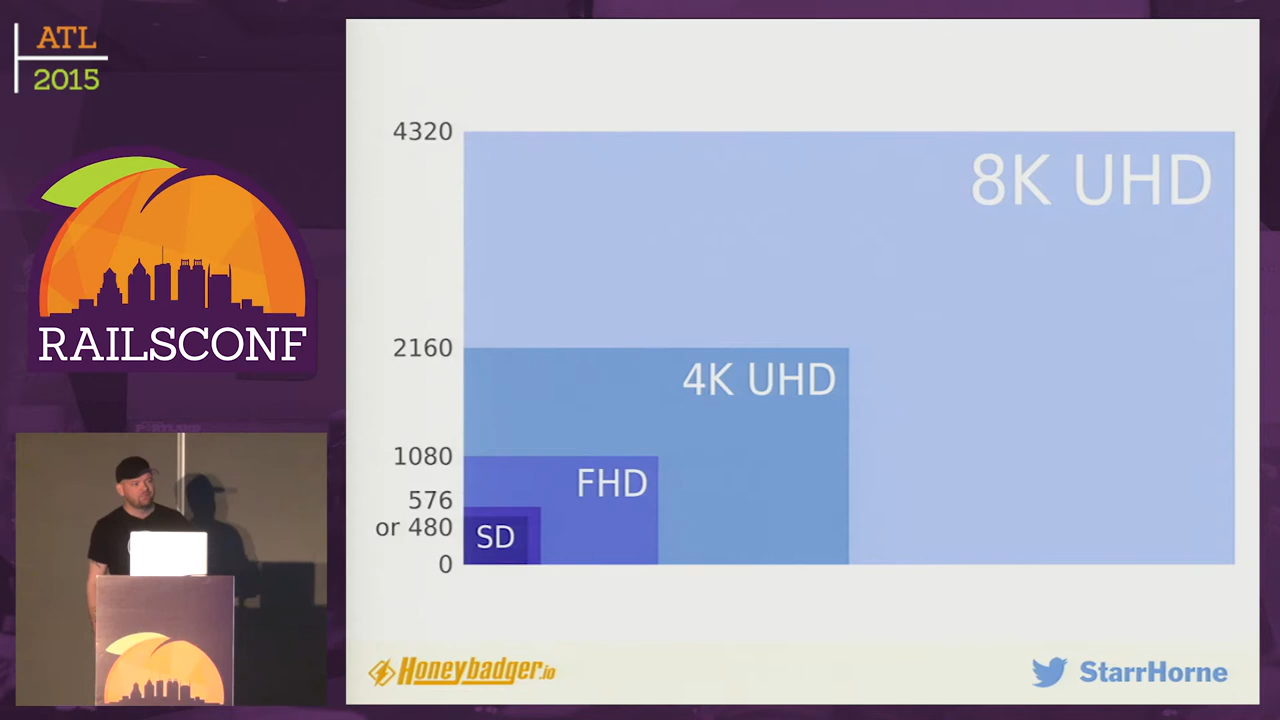 ATL
2015
RAILSCONF
4320
8K UHD
2160
4K UHD
1080
FHD
576
or 480
SD
0
Honeybadger.io
StarrHorne